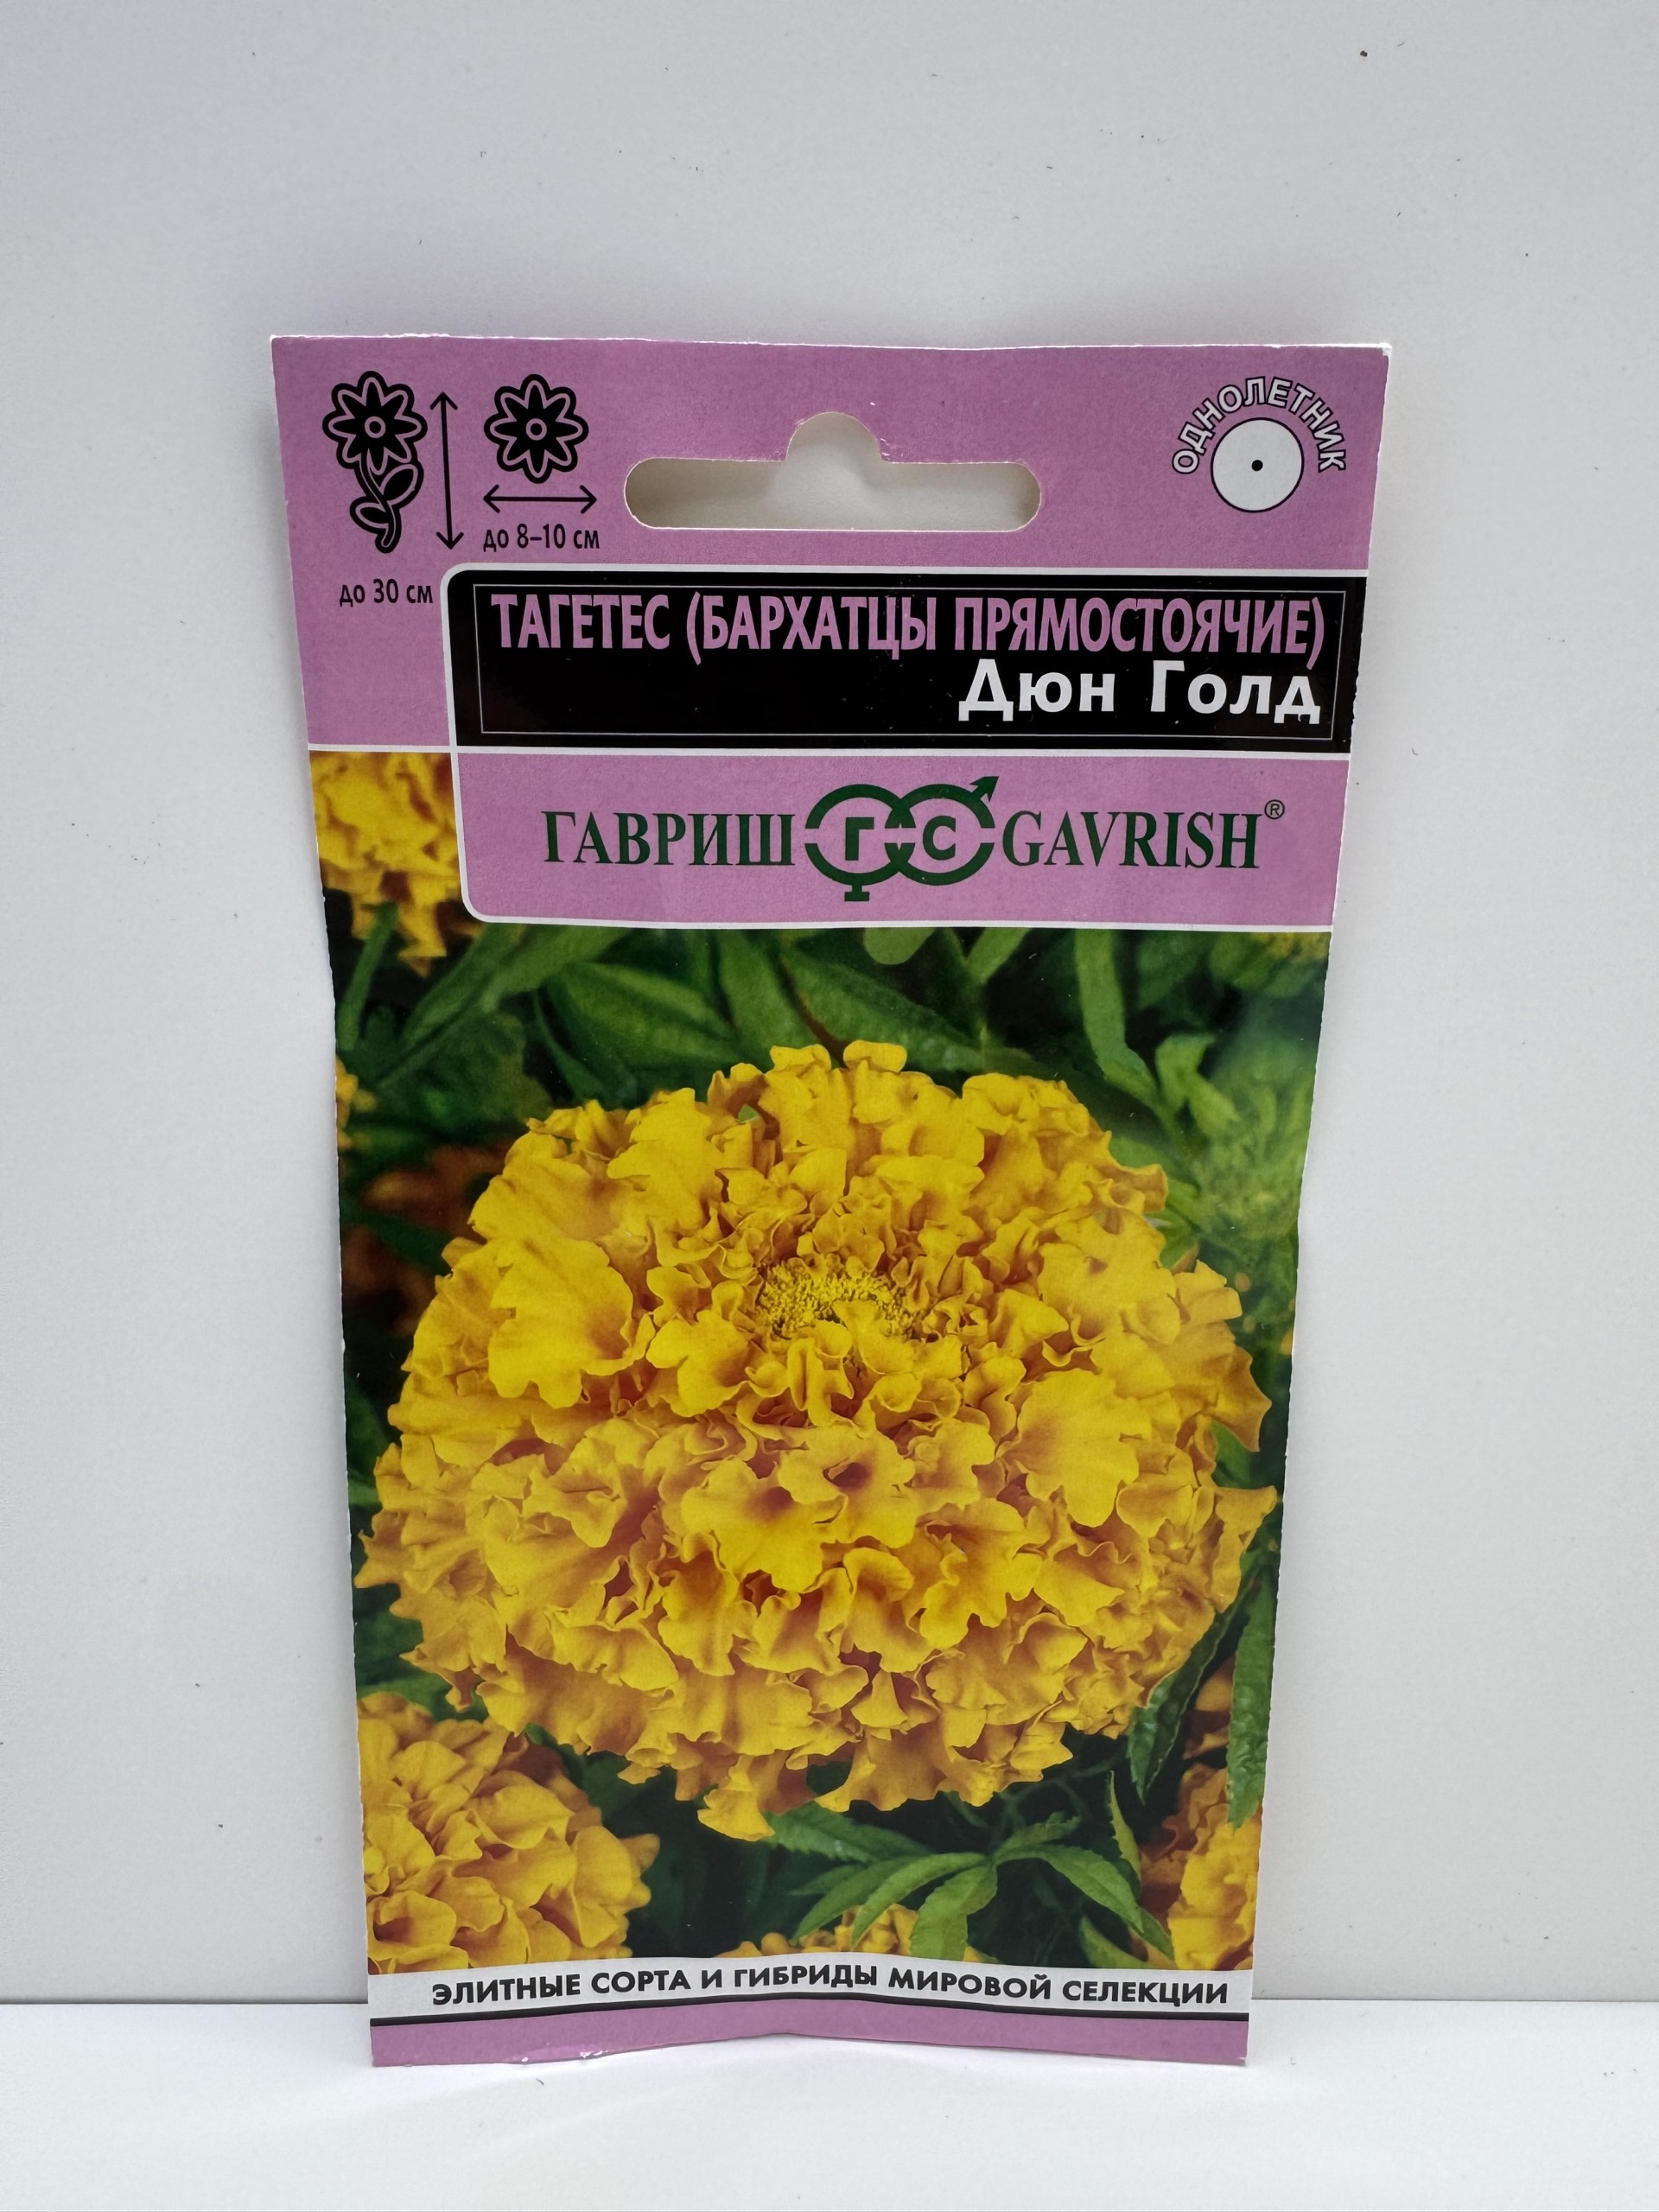 ОДНОЛЕТНИК
до 8–10 см
до 30 см
ТАГЕТЕС (БАРХАТЦЫ ПРЯМОСТОЯЧИЕ)
Дюн Голд
ГАВРИШ ГС GAVRISH®
ЭЛИТНЫЕ СОРТА И ГИБРИДЫ МИРОВОЙ СЕЛЕКЦИИ